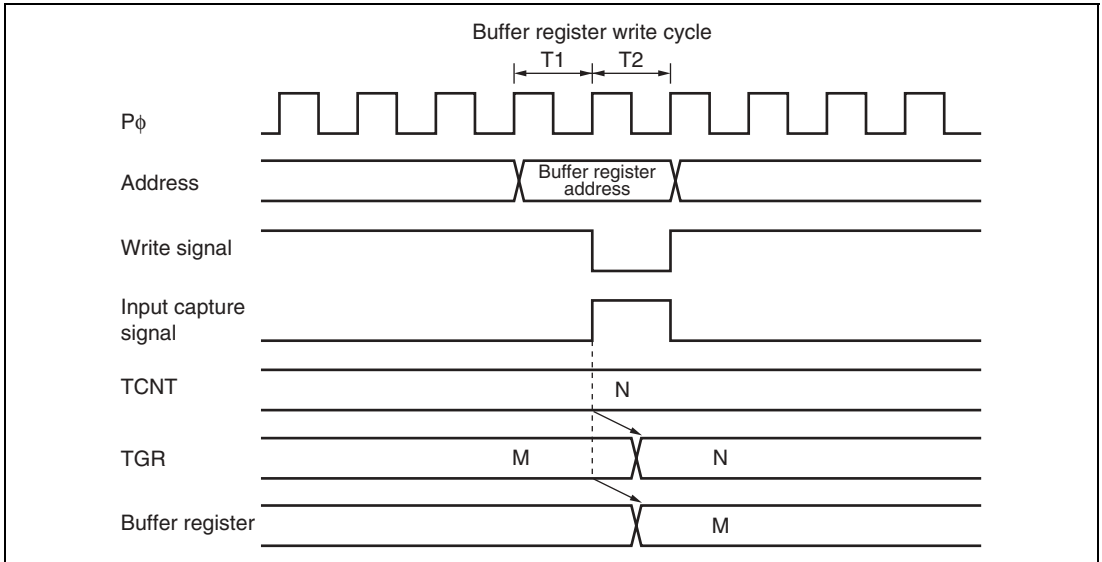 Buffer register write cycle
T1 T2
Pϕ
Address
Buffer register
address
Write signal
Input capture
signal
TCNT
N
TGR
M N
Buffer register
M